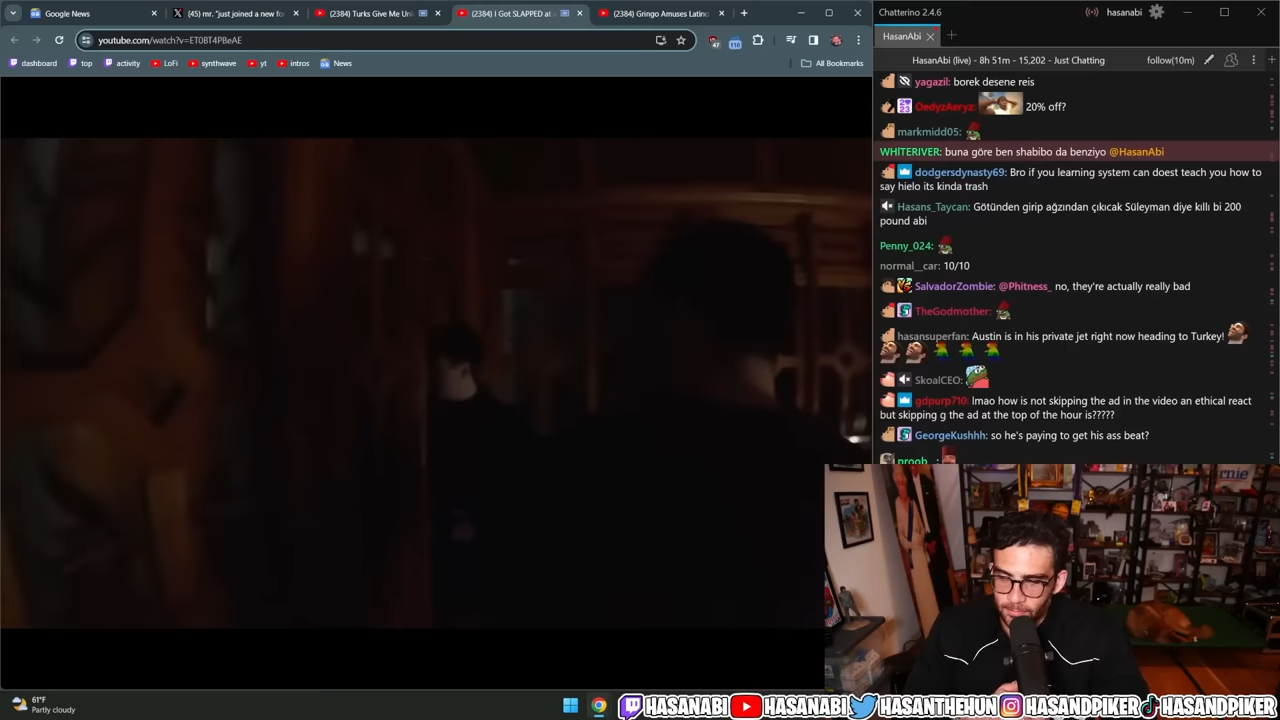 Google News
(45) mr. "just joined a new fo
(2384) Turks Give Me Unl
(2384) I Got SLAPPED at
(2384) Gringo Amuses Latino
youtube.com/watch?v=ET0BT4PBeAE
47
110
dashboard
top
activity
LoFi
synthwave
yt
intros
News
All Bookmarks
Chatterino 2.4.6
hasanabi
HasanAbi
HasanAbi (live) - 8h 51m - 15,202 - Just Chatting
follow(10m)
yagazil: borek desene reis
OedyzAeryz: 20% off?
markmidd05:
WHITERIVER: buna göre ben shabibo da benziyo @HasanAbi
dodgersdynasty69: Bro if you learning system can doest teach you how to
say hielo its kinda trash
Hasans_Taycan: Götünden girip ağzından çıkıcak Süleyman diye kıllı bi 200
pound abi
Penny_024:
normal__car: 10/10
SalvadorZombie: @Phitness_ no, they're actually really bad
TheGodmother:
hasansuperfan: Austin is in his private jet right now heading to Turkey!
SkoalCEO:
gdpurp710: lmao how is not skipping the ad in the video an ethical react
but skipping g the ad at the top of the hour is?????
GeorgeKushhh: so he's paying to get his ass beat?
proob_:
61°F
Partly cloudy
HASANABI
HASANABI
HASANTHEHUN
HASANDPIKER
HASANDPIKER